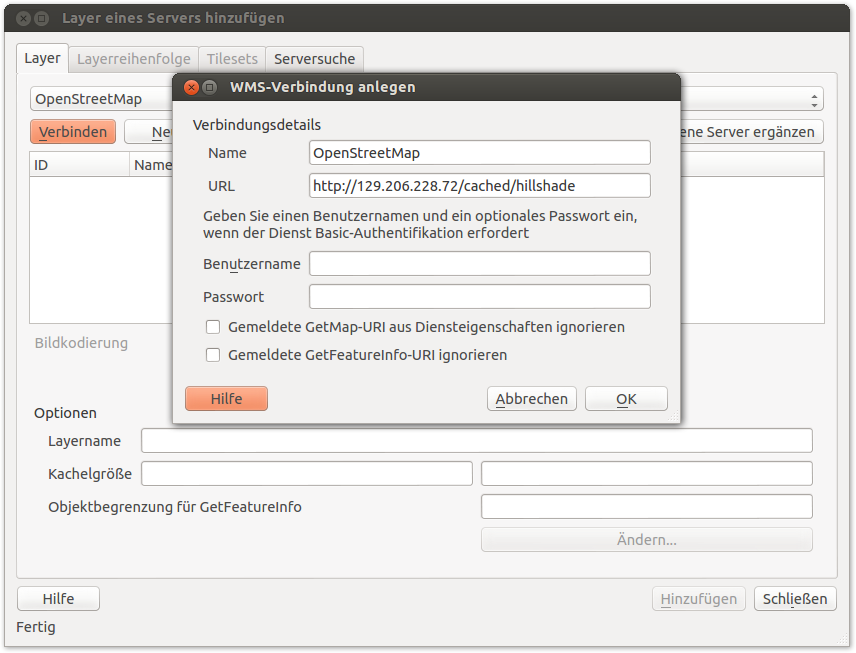 Layer eines Servers hinzufügen
Layer Layerreihenfolge Tilesets Serversuche
OpenStreetMap
Verbinden
ene Server ergänzen
ID Name
WMS-Verbindung anlegen
Verbindungsdetails
Name OpenStreetMap
URL http://129.206.228.72/cached/hillshade
Geben Sie einen Benutzernamen und ein optionales Passwort ein,
wenn der Dienst Basic-Authentifikation erfordert
Benutzername
Passwort
Gemeldete GetMap-URI aus Diensteigenschaften ignorieren
Gemeldete GetFeatureInfo-URI ignorieren
Hilfe Abbrechen OK
Bildkodierung
Optionen
Layername
Kachelgröße
Objektbegrenzung für GetFeatureInfo
Ändern...
Hilfe Hinzufügen Schließen
Fertig